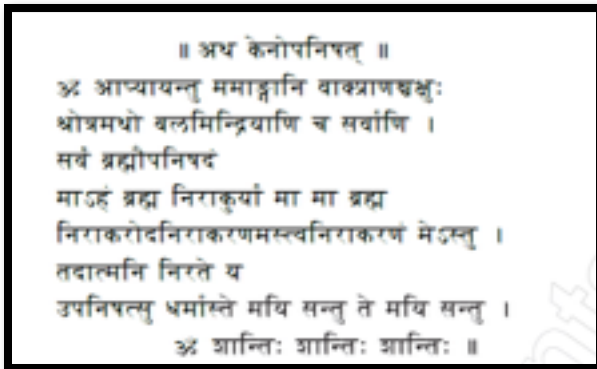 ॥ अथ केनोपनिषत् ॥
ॐ आप्यायन्तु ममाङ्गानि वाक्प्राणश्चक्षुः
श्रोत्रमथो बलमिन्द्रियाणि च सर्वाणि ।
सर्वं ब्रह्मौपनिषदं
माऽहं ब्रह्म निराकुर्यां मा मा ब्रह्म
निराकरोदनिराकरणमस्त्वनिराकरणं मेऽस्तु ।
तदात्मनि निरते य
उपनिषत्सु धर्मास्ते मयि सन्तु ते मयि सन्तु ।
ॐ शान्तिः शान्तिः शान्तिः ॥